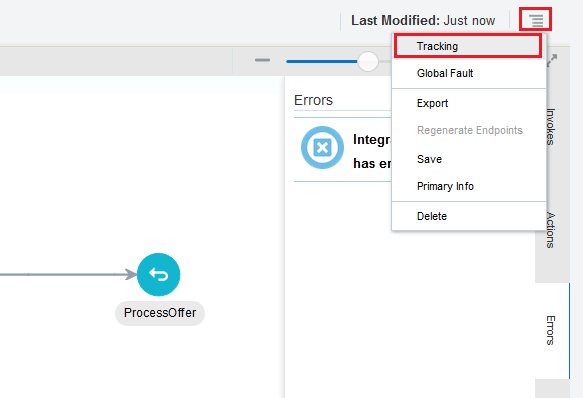 Last Modified: Just now
Tracking
Global Fault
Export
Regenerate Endpoints
Save
Primary Info
Delete
Errors
Integra
has er
Invokes
Actions
Errors
ProcessOffer